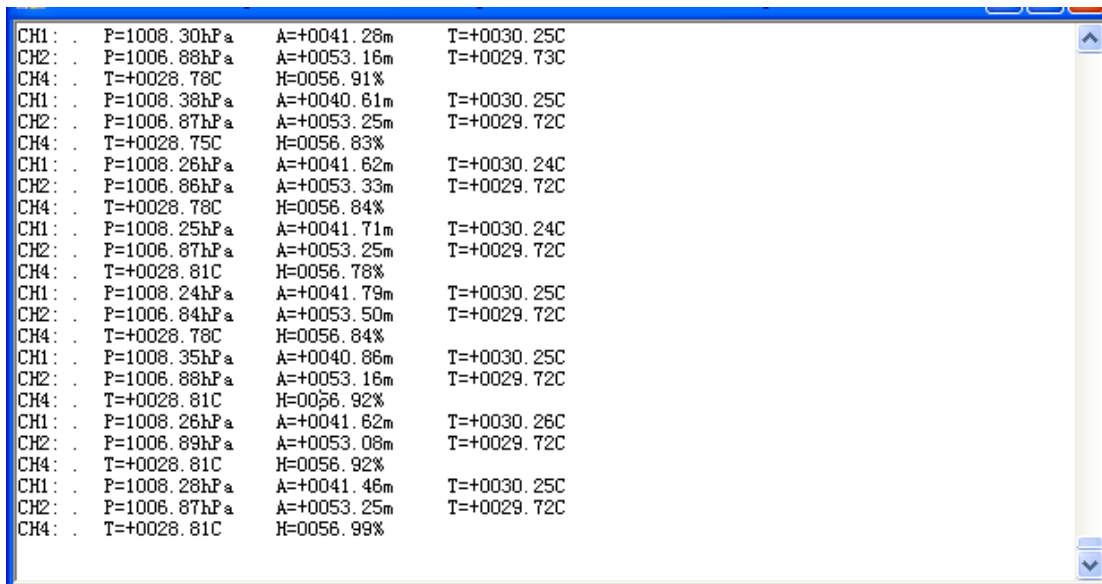 CH1: . P=1008.30hPa A=+0041.28m T=+0030.25C
CH2: . P=1006.88hPa A=+0053.16m T=+0029.73C
CH4: . T=+0028.78C H=0056.91%
CH1: . P=1008.38hPa A=+0040.61m T=+0030.25C
CH2: . P=1006.87hPa A=+0053.25m T=+0029.72C
CH4: . T=+0028.75C H=0056.83%
CH1: . P=1008.26hPa A=+0041.62m T=+0030.24C
CH2: . P=1006.86hPa A=+0053.33m T=+0029.72C
CH4: . T=+0028.78C H=0056.84%
CH1: . P=1008.25hPa A=+0041.71m T=+0030.24C
CH2: . P=1006.87hPa A=+0053.25m T=+0029.72C
CH4: . T=+0028.81C H=0056.78%
CH1: . P=1008.24hPa A=+0041.79m T=+0030.25C
CH2: . P=1006.84hPa A=+0053.50m T=+0029.72C
CH4: . T=+0028.78C H=0056.84%
CH1: . P=1008.35hPa A=+0040.86m T=+0030.25C
CH2: . P=1006.88hPa A=+0053.16m T=+0029.72C
CH4: . T=+0028.81C H=0056.92%
CH1: . P=1008.26hPa A=+0041.62m T=+0030.26C
CH2: . P=1006.89hPa A=+0053.08m T=+0029.72C
CH4: . T=+0028.81C H=0056.92%
CH1: . P=1008.28hPa A=+0041.46m T=+0030.25C
CH2: . P=1006.87hPa A=+0053.25m T=+0029.72C
CH4: . T=+0028.81C H=0056.99%